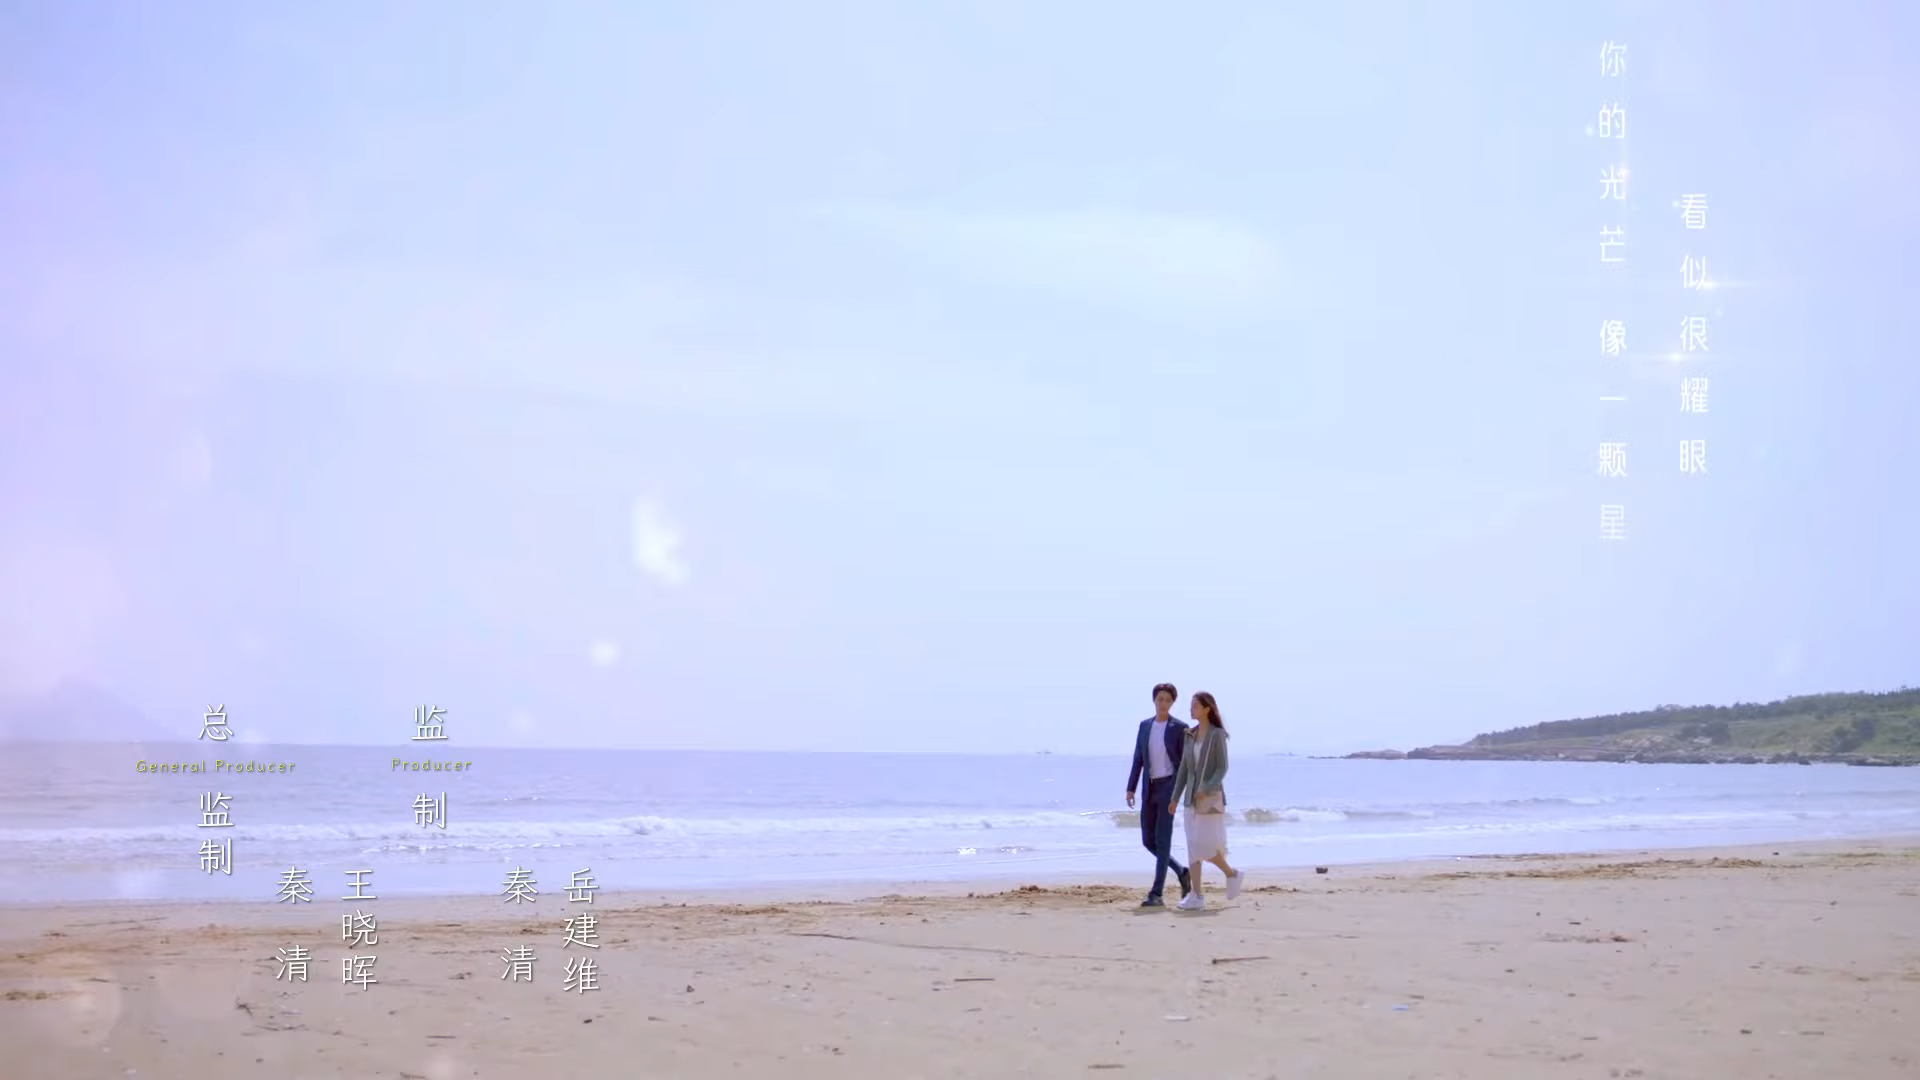 你的光芒 像一颗星
看似很耀眼
总监制
General Producer
秦清
王晓晖
监制
Producer
秦清
岳建维